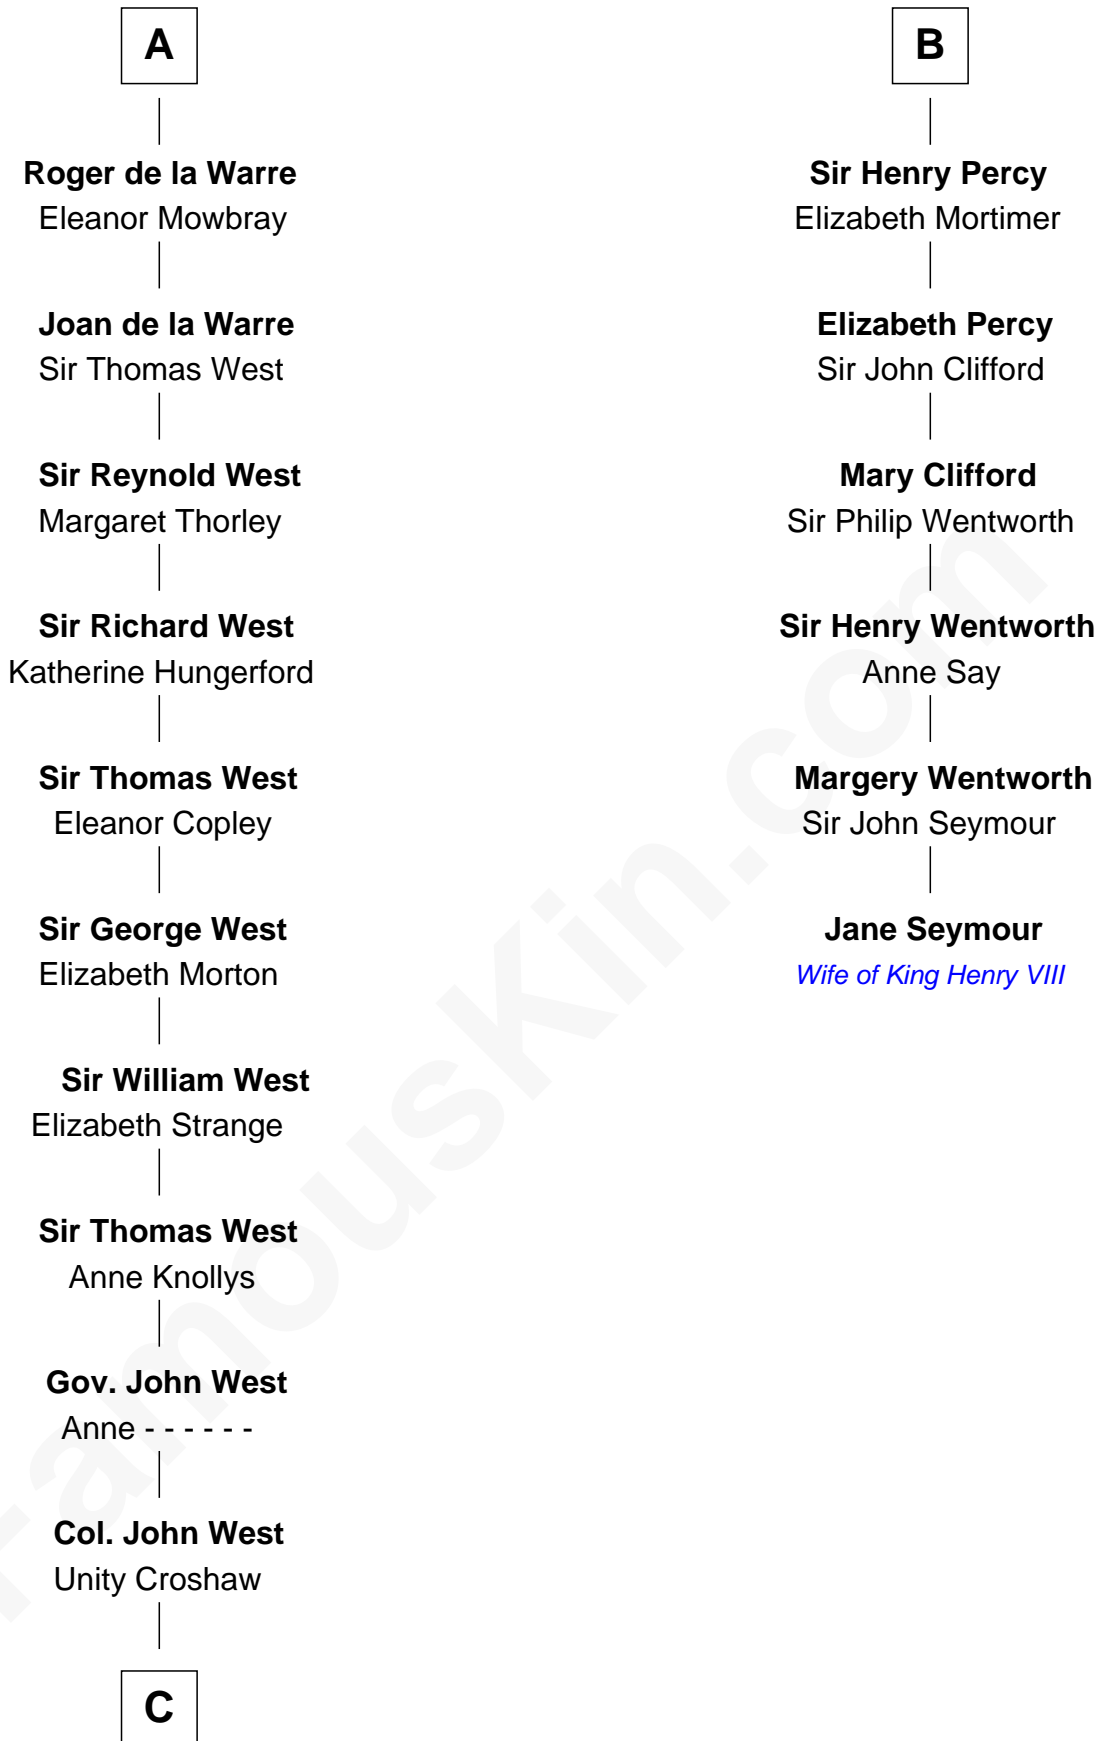 A
Roger de la Warre
Eleanor Mowbray
Joan de la Warre
Sir Thomas West
Sir Reynold West
Margaret Thorley
Sir Richard West
Katherine Hungerford
Sir Thomas West
Eleanor Copley
Sir George West
Elizabeth Morton
Sir William West
Elizabeth Strange
Sir Thomas West
Anne Knollys
Gov. John West
Anne - - - - - -
Col. John West
Unity Croshaw
C
B
Sir Henry Percy
Elizabeth Mortimer
Elizabeth Percy
Sir John Clifford
Mary Clifford
Sir Philip Wentworth
Sir Henry Wentworth
Anne Say
Margery Wentworth
Sir John Seymour
Jane Seymour
Wife of King Henry VIII
FamousKin.com